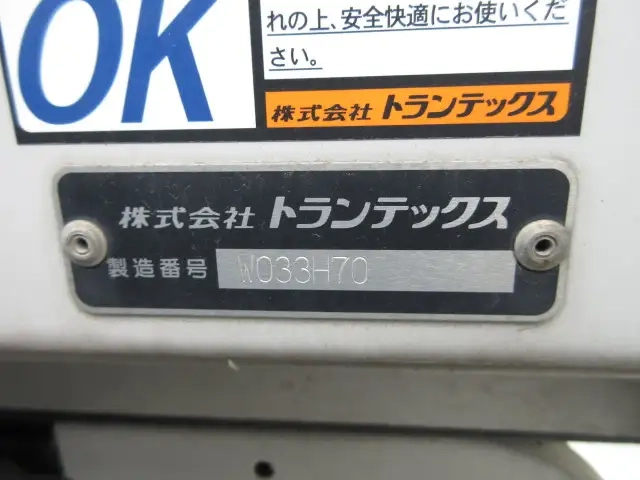 れの上、安全快適にお使いくだ
さい。
OK
株式会社 トランテックス
株式会社 トランテックス
製造番号 W033H70